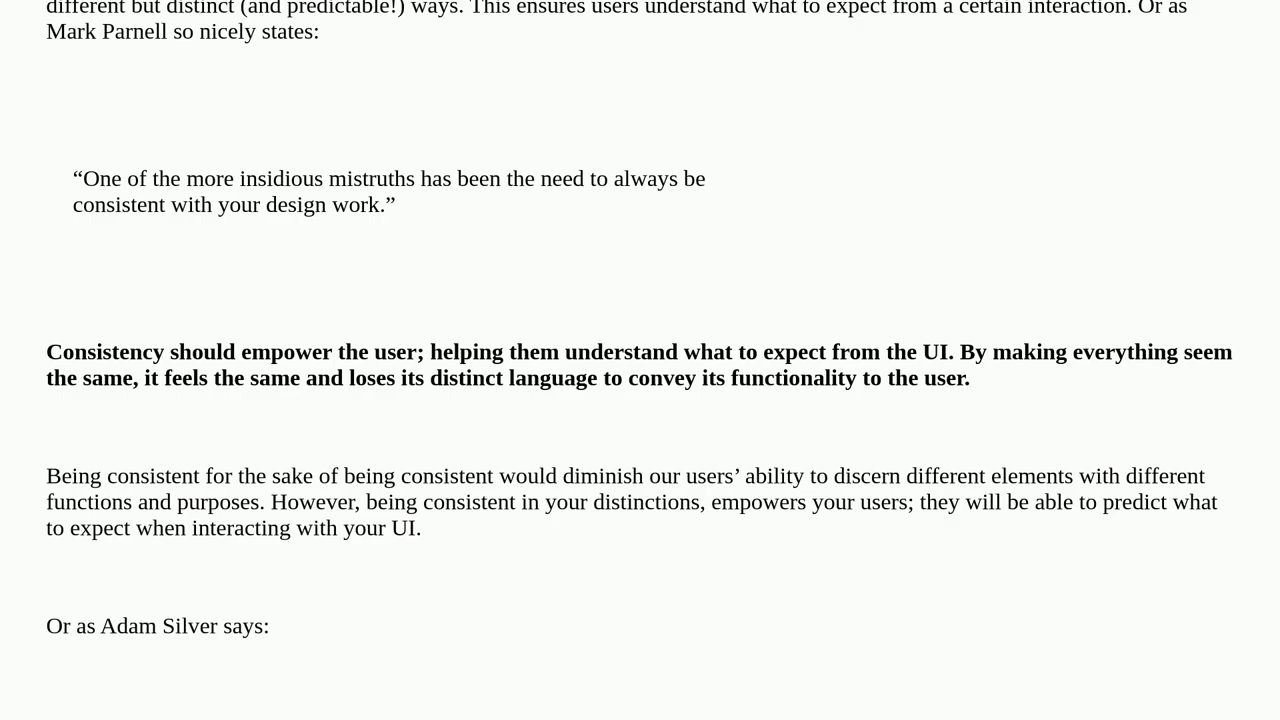 different but distinct (and predictable!) ways. This ensures users understand what to expect from a certain interaction. Or as
Mark Parnell so nicely states:
“One of the more insidious mistruths has been the need to always be
consistent with your design work.”
Consistency should empower the user; helping them understand what to expect from the UI. By making everything seem
the same, it feels the same and loses its distinct language to convey its functionality to the user.
Being consistent for the sake of being consistent would diminish our users’ ability to discern different elements with different
functions and purposes. However, being consistent in your distinctions, empowers your users; they will be able to predict what
to expect when interacting with your UI.
Or as Adam Silver says: